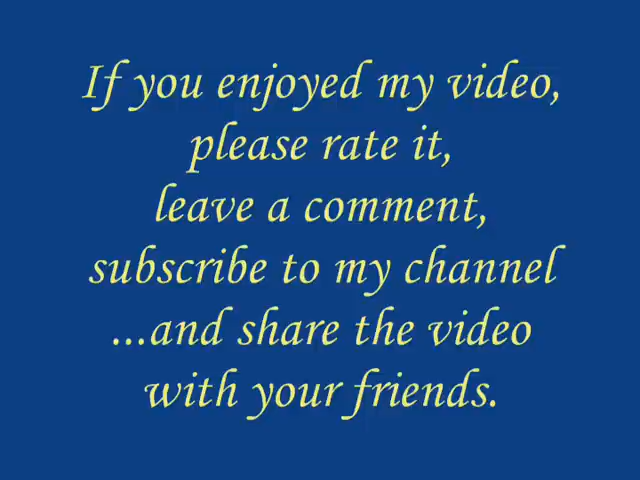 If you enjoyed my video,
please rate it,
leave a comment,
subscribe to my channel
...and share the video
with your friends.